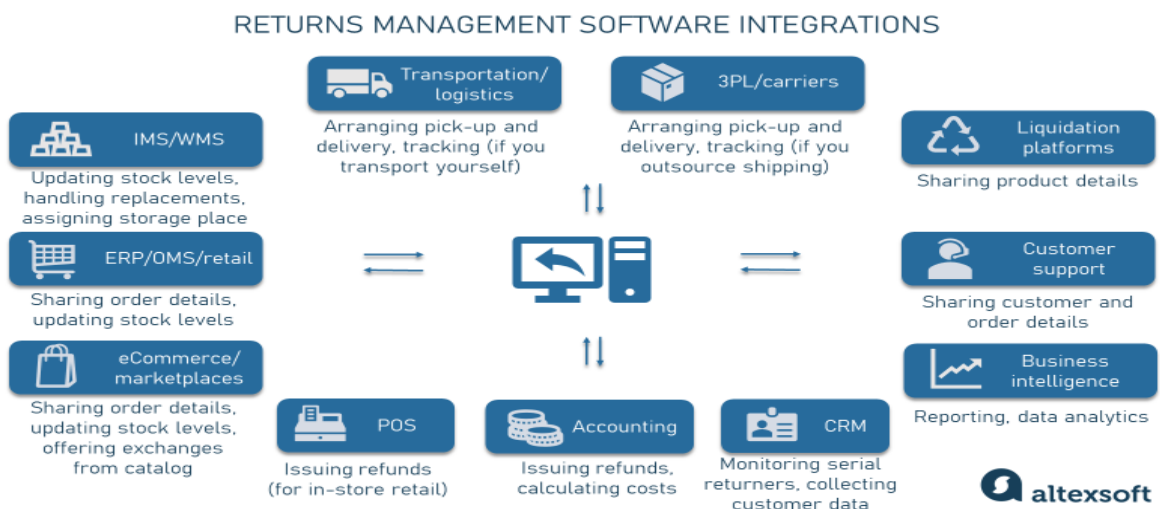 RETURNS MANAGEMENT SOFTWARE INTEGRATIONS
Transportation/
logistics
Arranging pick-up and
delivery, tracking (if you
transport yourself)
3PL/carriers
Arranging pick-up and
delivery, tracking (if you
outsource shipping)
IMS/WMS
Updating stock levels,
handling replacements,
assigning storage place
Liquidation
platforms
Sharing product details
ERP/OMS/retail
Sharing order details,
updating stock levels
Customer
support
Sharing customer and
order details
eCommerce/
marketplaces
Sharing order details,
updating stock levels,
offering exchanges
from catalog
Business
intelligence
Reporting, data analytics
POS
Issuing refunds
(for in-store retail)
Accounting
Issuing refunds,
calculating costs
CRM
Monitoring serial
returners, collecting
customer data
altexsoft